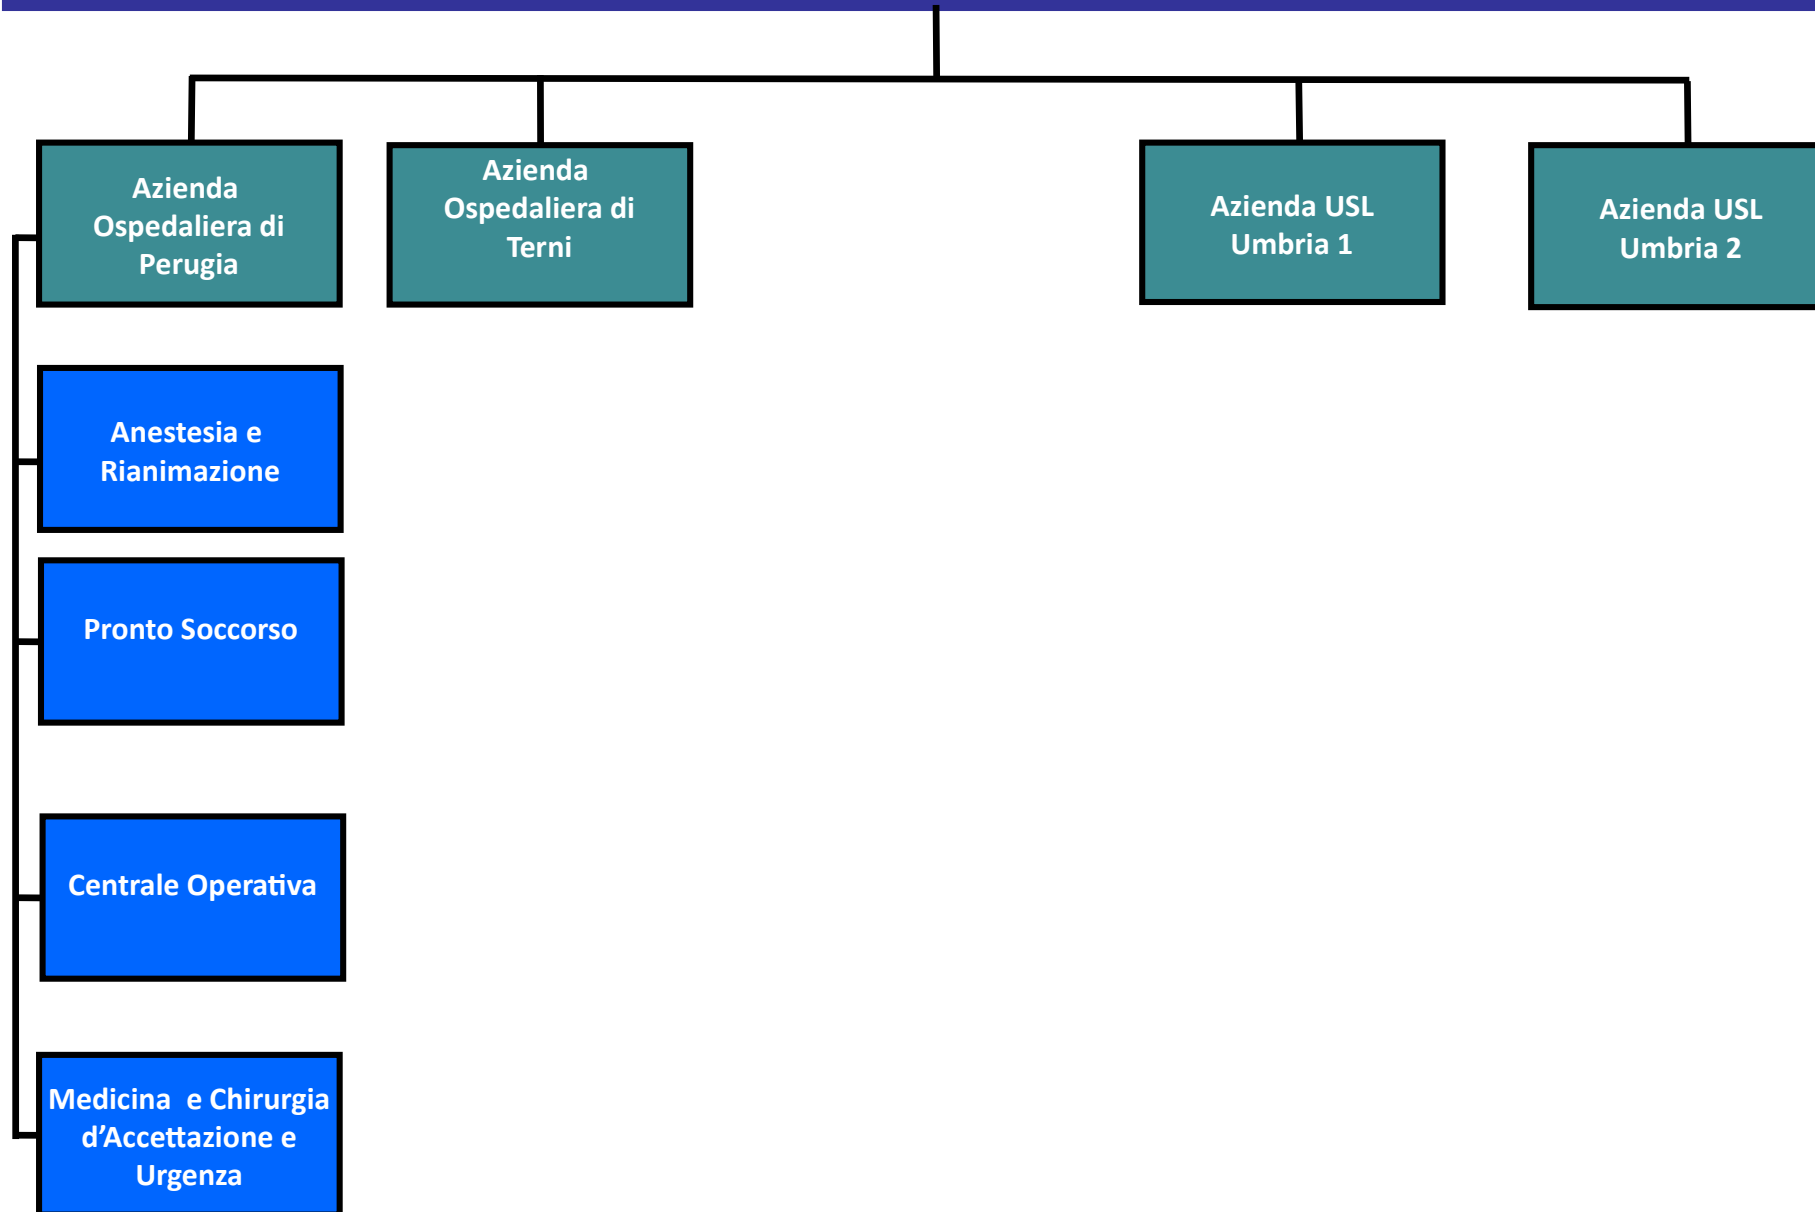 Azienda
Ospedaliera di
Perugia
Azienda
Ospedaliera di
Terni
Azienda USL
Umbria 1
Azienda USL
Umbria 2
Anestesia e
Rianimazione
Pronto Soccorso
Centrale Operativa
Medicina  e Chirurgia
d’Accettazione e
Urgenza